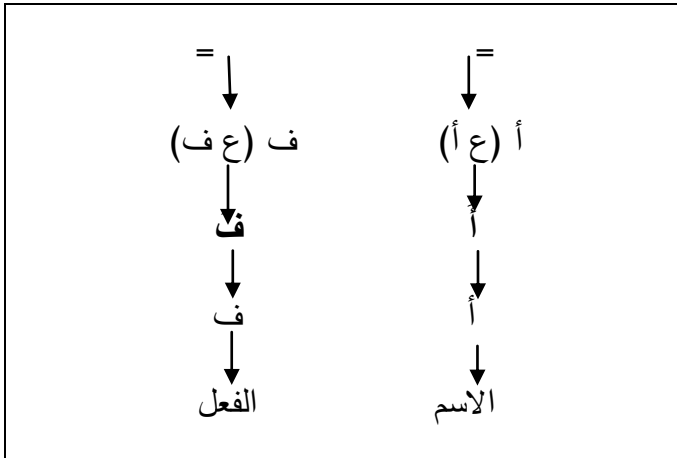 = =
أ (ع أ) ف (ع ف)
أ ف
أ ف
الاسم الفعل